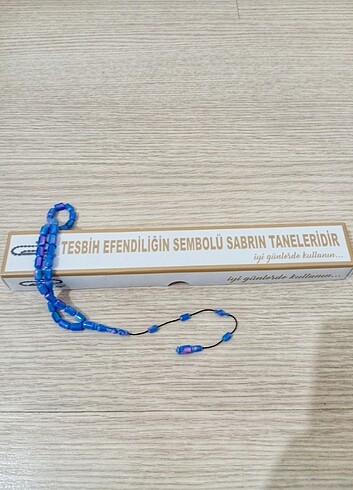 TESBİH EFENDİLİĞİN SEMBOLÜ SABRIN TANELERİDİR
iyi günlerde kullanın...
iyi günlerde kullanın...